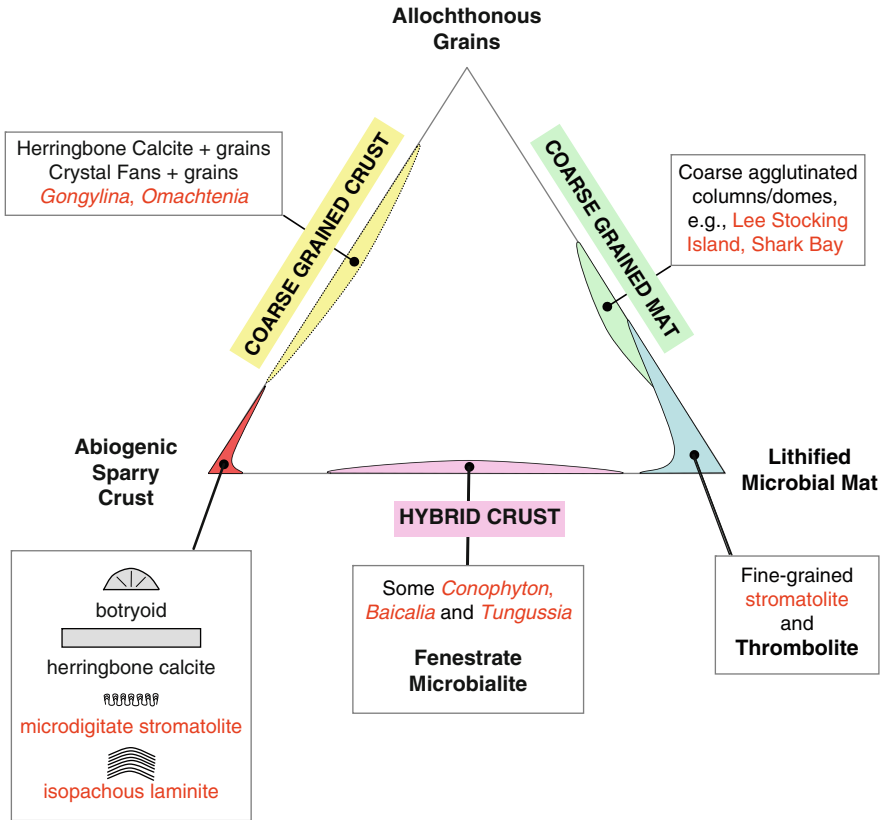 Allochthonous
Grains
COARSE GRAINED CRUST
COARSE GRAINED MAT
Herringbone Calcite + grains
Crystal Fans + grains
Gongylina, Omachtenia
Coarse agglutinated
columns/domes,
e.g., Lee Stocking
Island, Shark Bay
Abiogenic
Sparry
Crust
Lithified
Microbial Mat
HYBRID CRUST
botryoid
herringbone calcite
microdigitate stromatolite
isopachous laminite
Some Conophyton,
Baicalia and Tungussia
Fenestrate
Microbialite
Fine-grained
stromatolite
and
Thrombolite